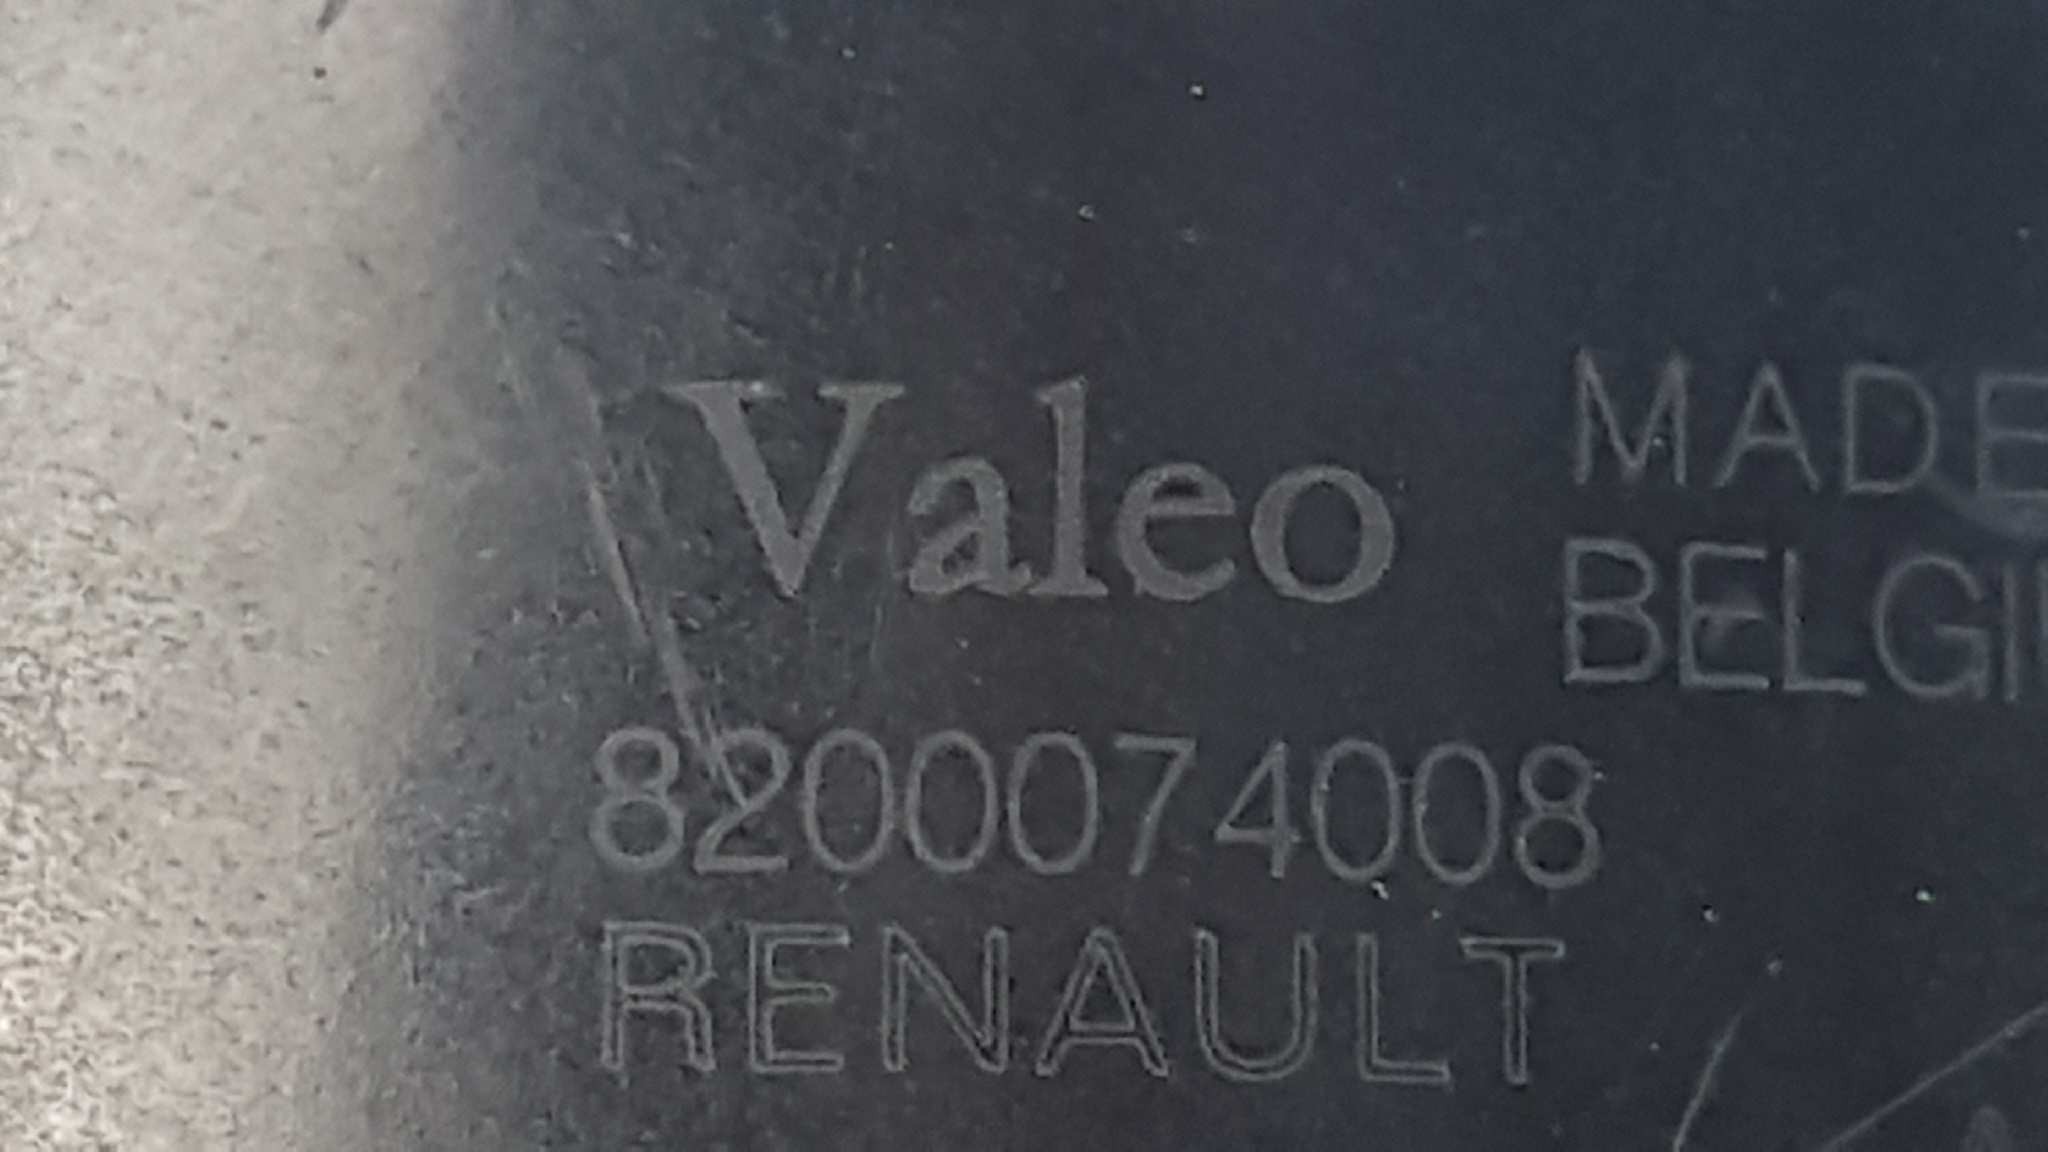 Valeo
MADE
BELGI
8200074008
RENAULT